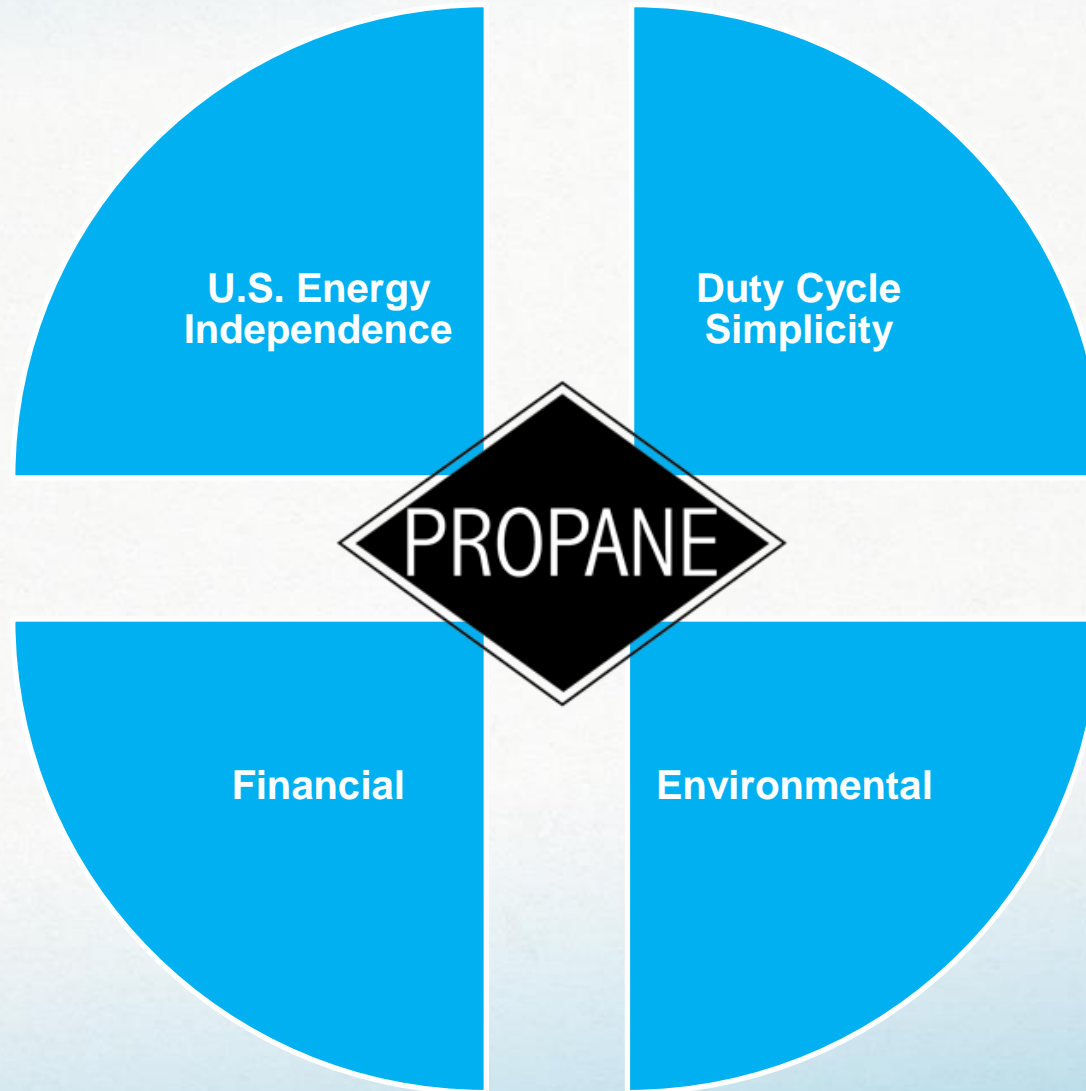 U.S. Energy
Independence
Duty Cycle
Simplicity
PROPANE
Financial
Environmental